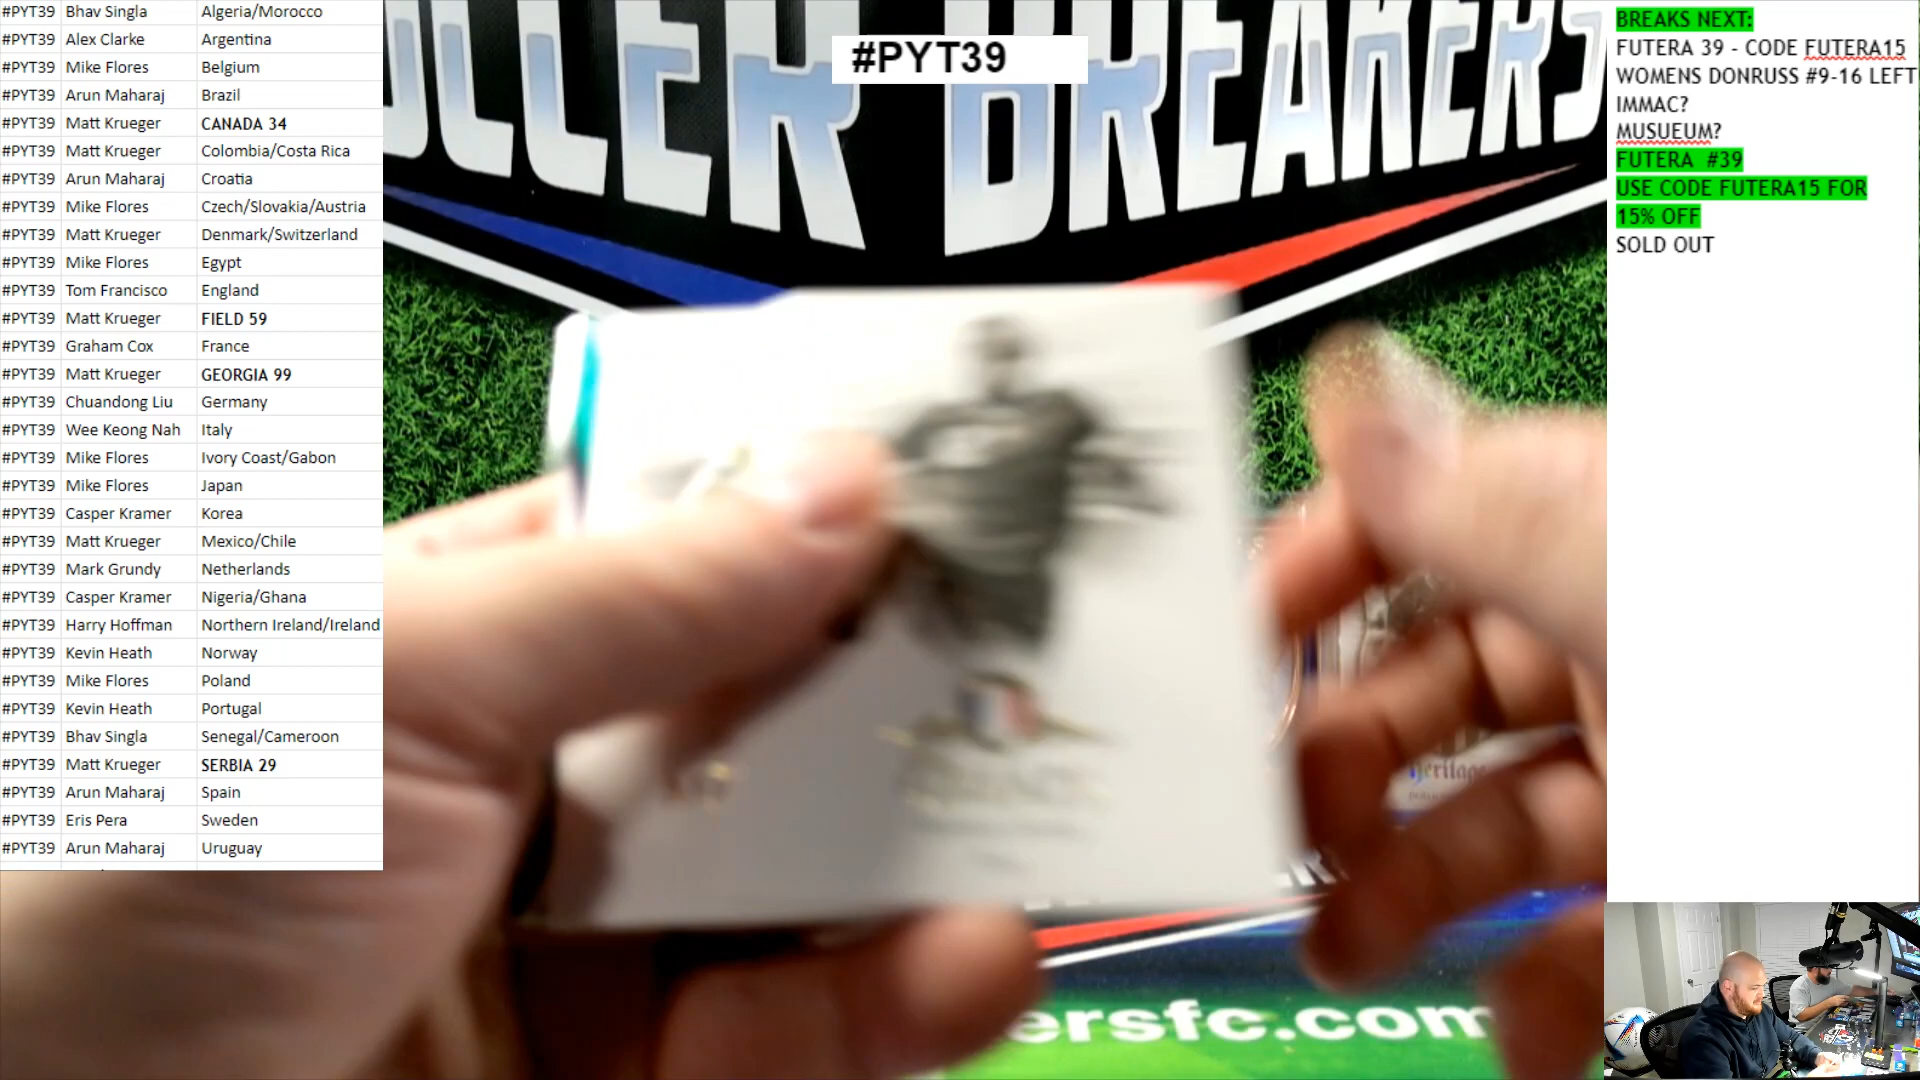 #PYT39 Bhav Singla Algeria/Morocco
#PYT39 Alex Clarke Argentina
#PYT39 Mike Flores Belgium
#PYT39 Arun Maharaj Brazil
#PYT39 Matt Krueger CANADA 34
#PYT39 Matt Krueger Colombia/Costa Rica
#PYT39 Arun Maharaj Croatia
#PYT39 Mike Flores Czech/Slovakia/Austria
#PYT39 Matt Krueger Denmark/Switzerland
#PYT39 Mike Flores Egypt
#PYT39 Tom Francisco England
#PYT39 Matt Krueger FIELD 59
#PYT39 Graham Cox France
#PYT39 Matt Krueger GEORGIA 99
#PYT39 Chuandong Liu Germany
#PYT39 Wee Keong Nah Italy
#PYT39 Mike Flores Ivory Coast/Gabon
#PYT39 Mike Flores Japan
#PYT39 Casper Kramer Korea
#PYT39 Matt Krueger Mexico/Chile
#PYT39 Mark Grundy Netherlands
#PYT39 Casper Kramer Nigeria/Ghana
#PYT39 Harry Hoffman Northern Ireland/Ireland
#PYT39 Kevin Heath Norway
#PYT39 Mike Flores Poland
#PYT39 Kevin Heath Portugal
#PYT39 Bhav Singla Senegal/Cameroon
#PYT39 Matt Krueger SERBIA 29
#PYT39 Arun Maharaj Spain
#PYT39 Eris Pera Sweden
#PYT39 Arun Maharaj Uruguay
#PYT39
CCER BREAKERS
ersfc.com
Heritage
BREAKS NEXT:
FUTERA 39 - CODE FUTERA15
WOMENS DONRUSS #9-16 LEFT
IMMAC?
MUSUEUM?
FUTERA #39
USE CODE FUTERA15 FOR
15% OFF
SOLD OUT